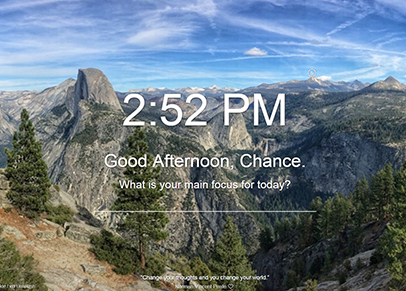 2:52 PM
Good Afternoon, Chance.
What is your main focus for today?
"Change your thoughts and you change your world."
Norman Vincent Peale